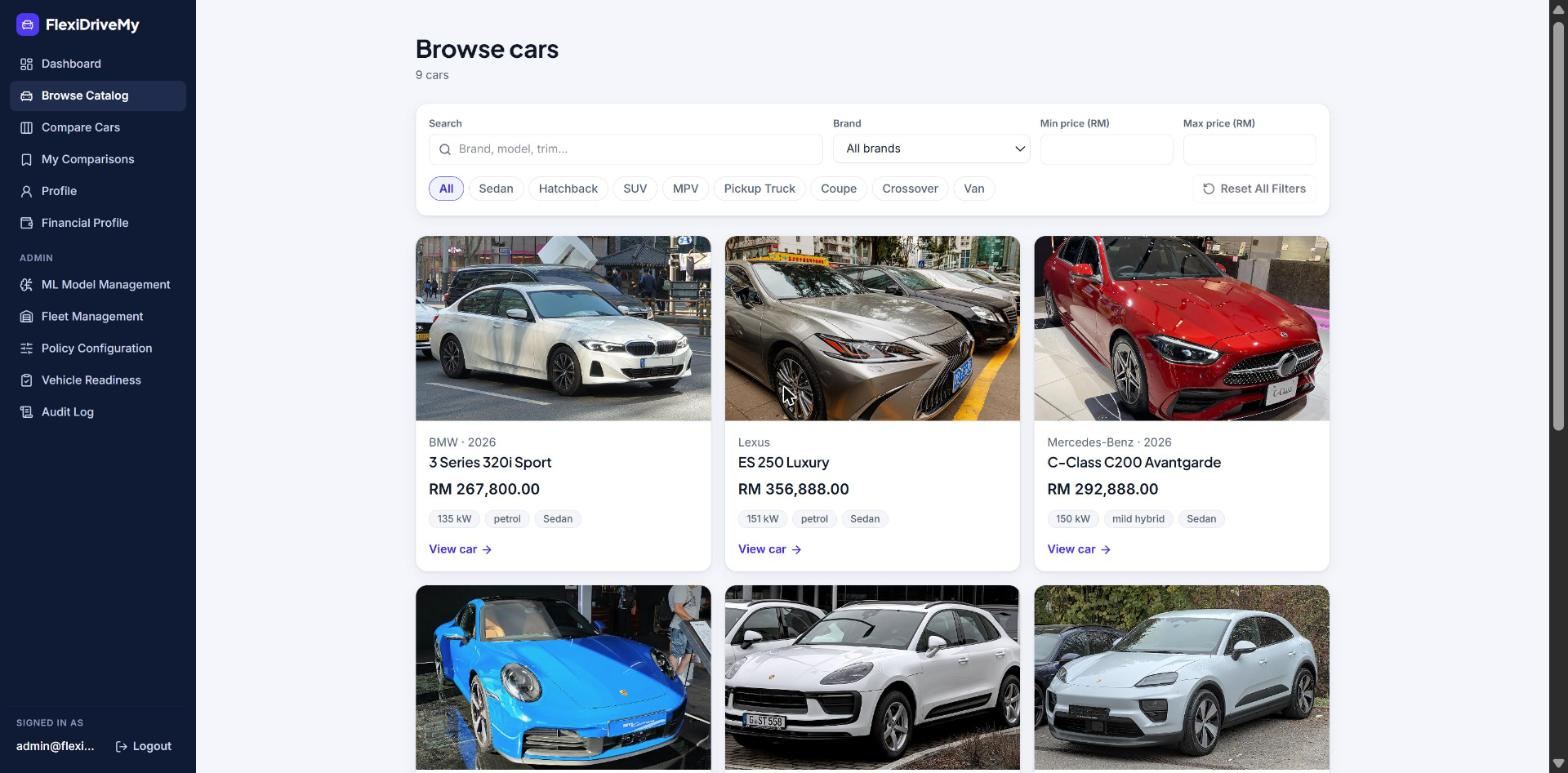 FlexiDriveMy
Dashboard
Browse Catalog
Compare Cars
My Comparisons
Profile
Financial Profile
ADMIN
ML Model Management
Fleet Management
Policy Configuration
Vehicle Readiness
Audit Log
SIGNED IN AS
admin@flexi...
Logout
Browse cars
9 cars
Search
Brand, model, trim...
Brand
All brands
Min price (RM)
Max price (RM)
All
Sedan
Hatchback
SUV
MPV
Pickup Truck
Coupe
Crossover
Van
Reset All Filters
BMW · 2026
3 Series 320i Sport
RM 267,800.00
135 kW
petrol
Sedan
View car →
Lexus
ES 250 Luxury
RM 356,888.00
151 kW
petrol
Sedan
View car →
C-Class
Mercedes-Benz · 2026
C-Class C200 Avantgarde
RM 292,888.00
150 kW
mild hybrid
Sedan
View car →